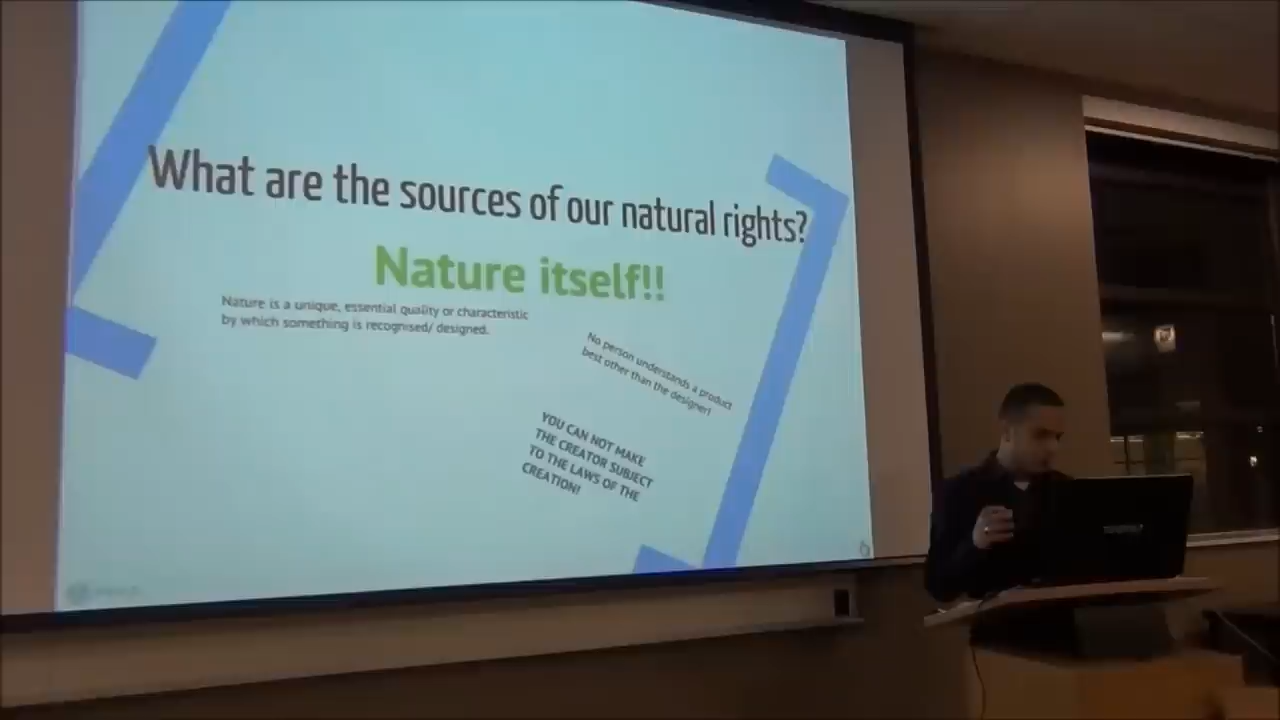 What are the sources of our natural rights?
Nature itself!!
Nature is a unique, essential quality or characteristic
by which something is recognised/ designed.
No person understands a product
best other than the designer!
YOU CAN NOT MAKE
THE CREATOR SUBJECT
TO THE LAWS OF THE
CREATION!